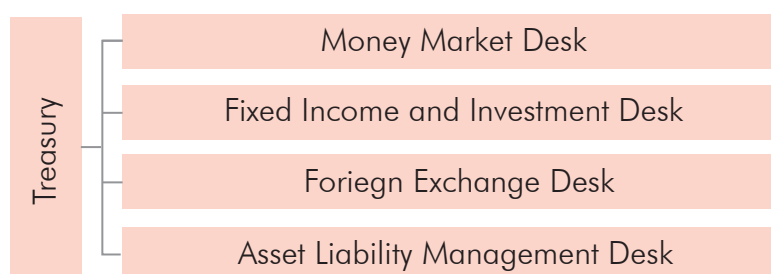 Treasury
Money Market Desk
Fixed Income and Investment Desk
Foriegn Exchange Desk
Asset Liability Management Desk